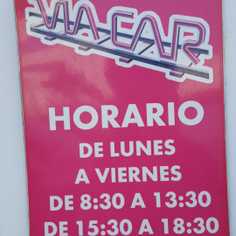 VIA CAR
HORARIO
DE LUNES
A VIERNES
DE 8:30 A 13:30
DE 15:30 A 18:30